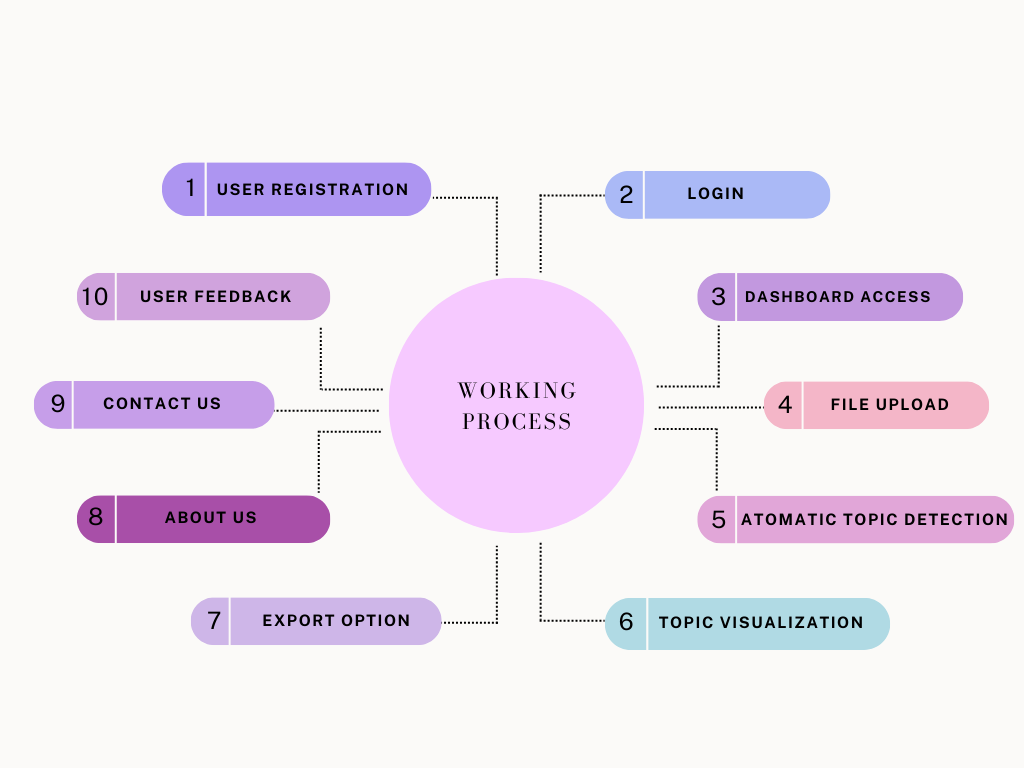 1 USER REGISTRATION
2 LOGIN
10 USER FEEDBACK
3 DASHBOARD ACCESS
WORKING
PROCESS
9 CONTACT US
4 FILE UPLOAD
8 ABOUT US
5 ATOMATIC TOPIC DETECTION
7 EXPORT OPTION
6 TOPIC VISUALIZATION